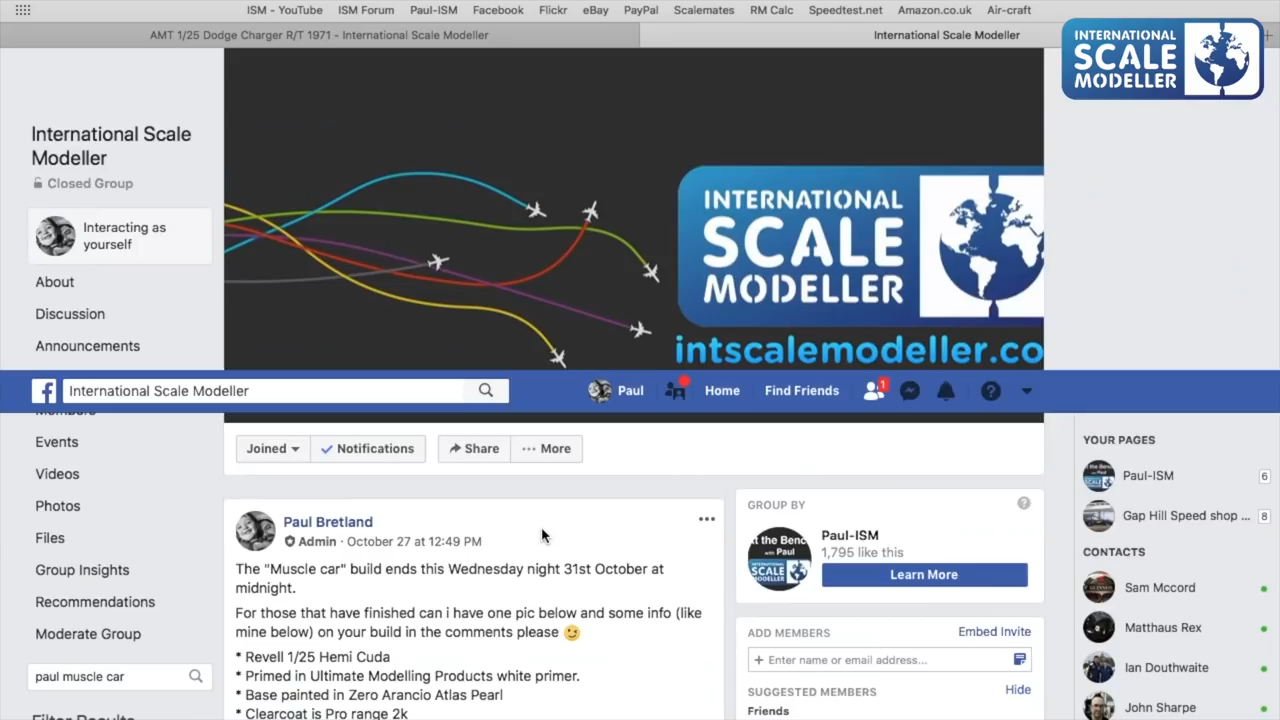 ISM - YouTube ISM Forum Paul-ISM Facebook Flickr eBay PayPal Scalemates RM Calc Speedtest.net Amazon.co.uk Air-craft
AMT 1/25 Dodge Charger R/T 1971 - International Scale Modeller
International Scale Modeller
INTERNATIONAL
SCALE
MODELLER
International Scale
Modeller
Closed Group
Interacting as
yourself
About
Discussion
Announcements
INTERNATIONAL
SCALE
MODELLER
intscalemodeller.co
International Scale Modeller
Paul
Home
Find Friends
1
Members
Events
Videos
Photos
Files
Group Insights
Recommendations
Moderate Group
paul muscle car
Filter Results
Joined
Notifications
Share
More
Paul Bretland
Admin · October 27 at 12:49 PM
The "Muscle car" build ends this Wednesday night 31st October at
midnight.
For those that have finished can i have one pic below and some info (like
mine below) on your build in the comments please
* Revell 1/25 Hemi Cuda
* Primed in Ultimate Modelling Products white primer.
* Base painted in Zero Arancio Atlas Pearl
* Clearcoat is Pro range 2k
GROUP BY
Paul-ISM
1,795 like this
Learn More
ADD MEMBERS
Embed Invite
+ Enter name or email address...
SUGGESTED MEMBERS
Hide
Friends
YOUR PAGES
Paul-ISM
6
Gap Hill Speed shop ...
8
CONTACTS
Sam Mccord
Matthaus Rex
Ian Douthwaite
John Sharpe